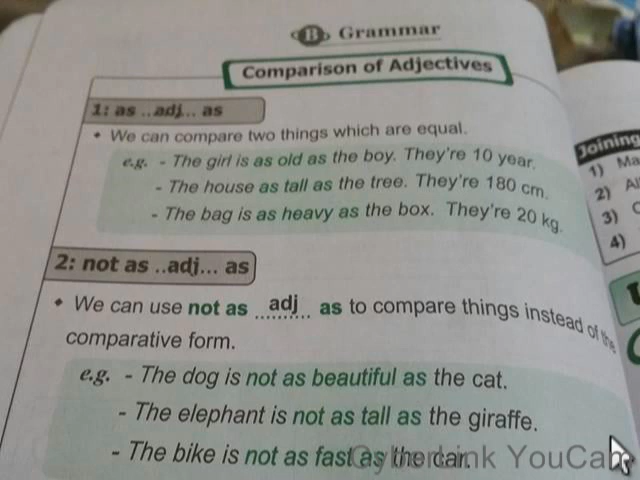 B Grammar
Comparison of Adjectives
1: as ..adj... as
• We can compare two things which are equal.
e.g. - The girl is as old as the boy. They're 10 year.
- The house as tall as the tree. They're 180 cm.
- The bag is as heavy as the box. They're 20 kg.
2: not as ..adj... as
• We can use not as adj as to compare things instead of the
comparative form.
e.g. - The dog is not as beautiful as the cat.
- The elephant is not as tall as the giraffe.
- The bike is not as fast as the car.
Joining
1) Ma
2) Al
3)
4)
CyberLink YouCam